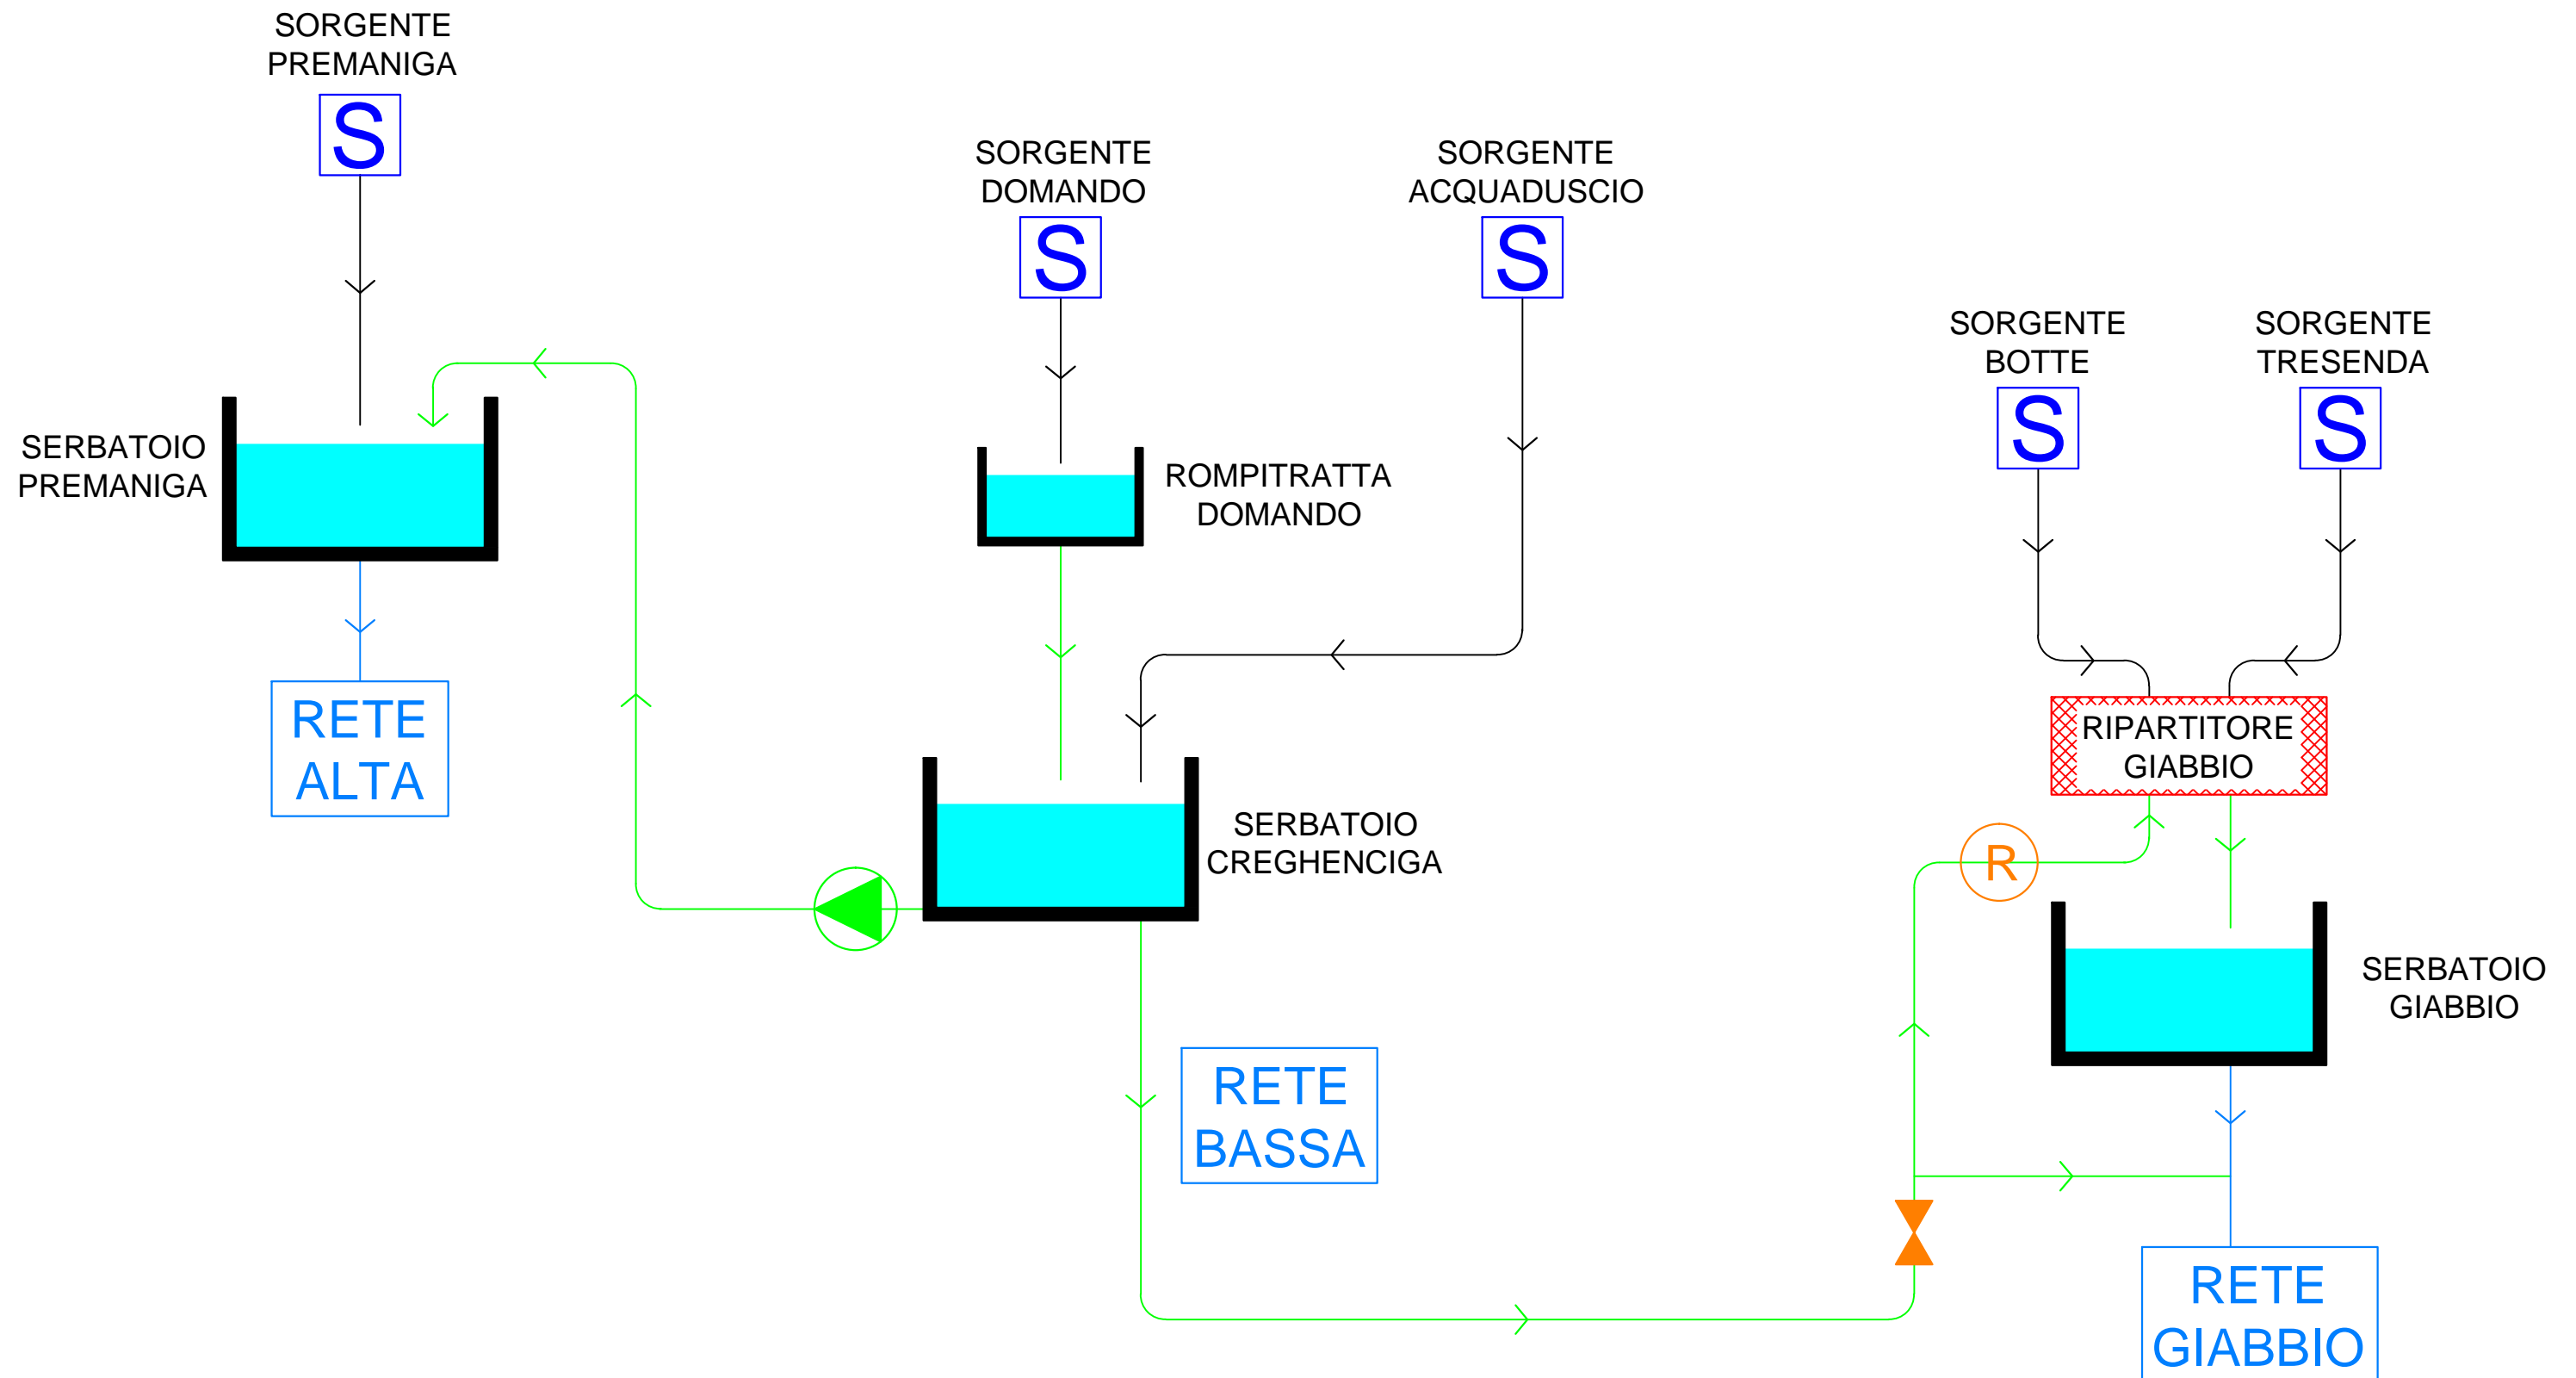 SORGENTE
PREMANIGA
S
SORGENTE
DOMANDO
S
SORGENTE
ACQUADUSCIO
S
SORGENTE
BOTTE
S
SORGENTE
TRESENDA
S
SERBATOIO
PREMANIGA
ROMPITRATTA
DOMANDO
RETE
ALTA
RIPARTITORE
GIABBIO
SERBATOIO
CREGHENCIGA
R
SERBATOIO
GIABBIO
RETE
BASSA
RETE
GIABBIO